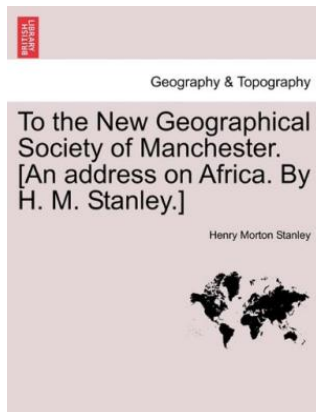 BRITISH
LIBRARY
Geography & Topography
To the New Geographical
Society of Manchester.
[An address on Africa. By
H. M. Stanley.]
Henry Morton Stanley